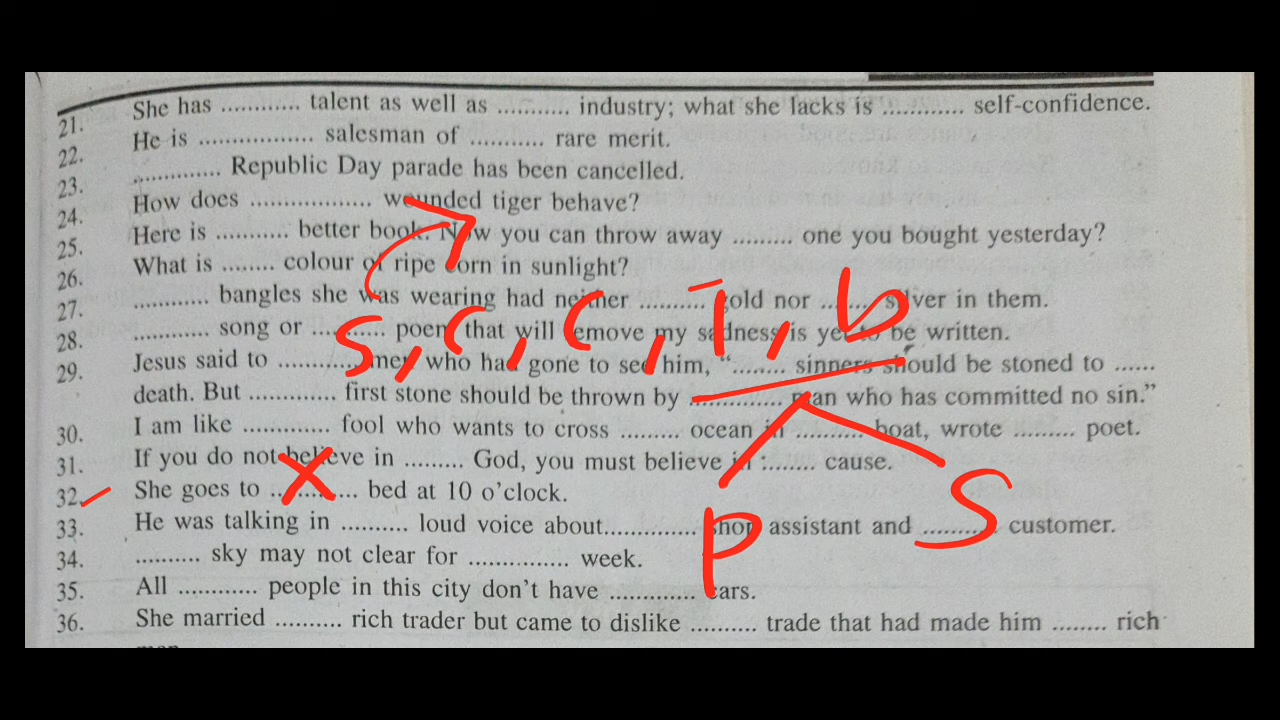 21. She has ............ talent as well as ........... industry; what she lacks is ............ self-confidence.
22. He is ................. salesman of ........... rare merit.
23. ............. Republic Day parade has been cancelled.
24. How does .................. wounded tiger behave?
25. Here is ........... better book. Now you can throw away ......... one you bought yesterday?
26. What is ........ colour of ripe corn in sunlight?
27. ............ bangles she was wearing had neither .......... gold nor ........ silver in them.
28. ............ song or ........... poem that will remove my sadness is yet to be written.
29. Jesus said to ............ men who had gone to see him, "........ sinners should be stoned to ......
death. But ............. first stone should be thrown by .............. man who has committed no sin."
30. I am like ............. fool who wants to cross ......... ocean in .......... boat, wrote ......... poet.
31. If you do not believe in ......... God, you must believe in ........ cause.
32. She goes to ............. bed at 10 o'clock.
33. He was talking in .......... loud voice about.............. shop assistant and ........... customer.
34. .......... sky may not clear for ............... week.
35. All ............ people in this city don't have ............. cars.
36. She married .......... rich trader but came to dislike .......... trade that had made him ........ rich
s, c, c, i, b
x
p s